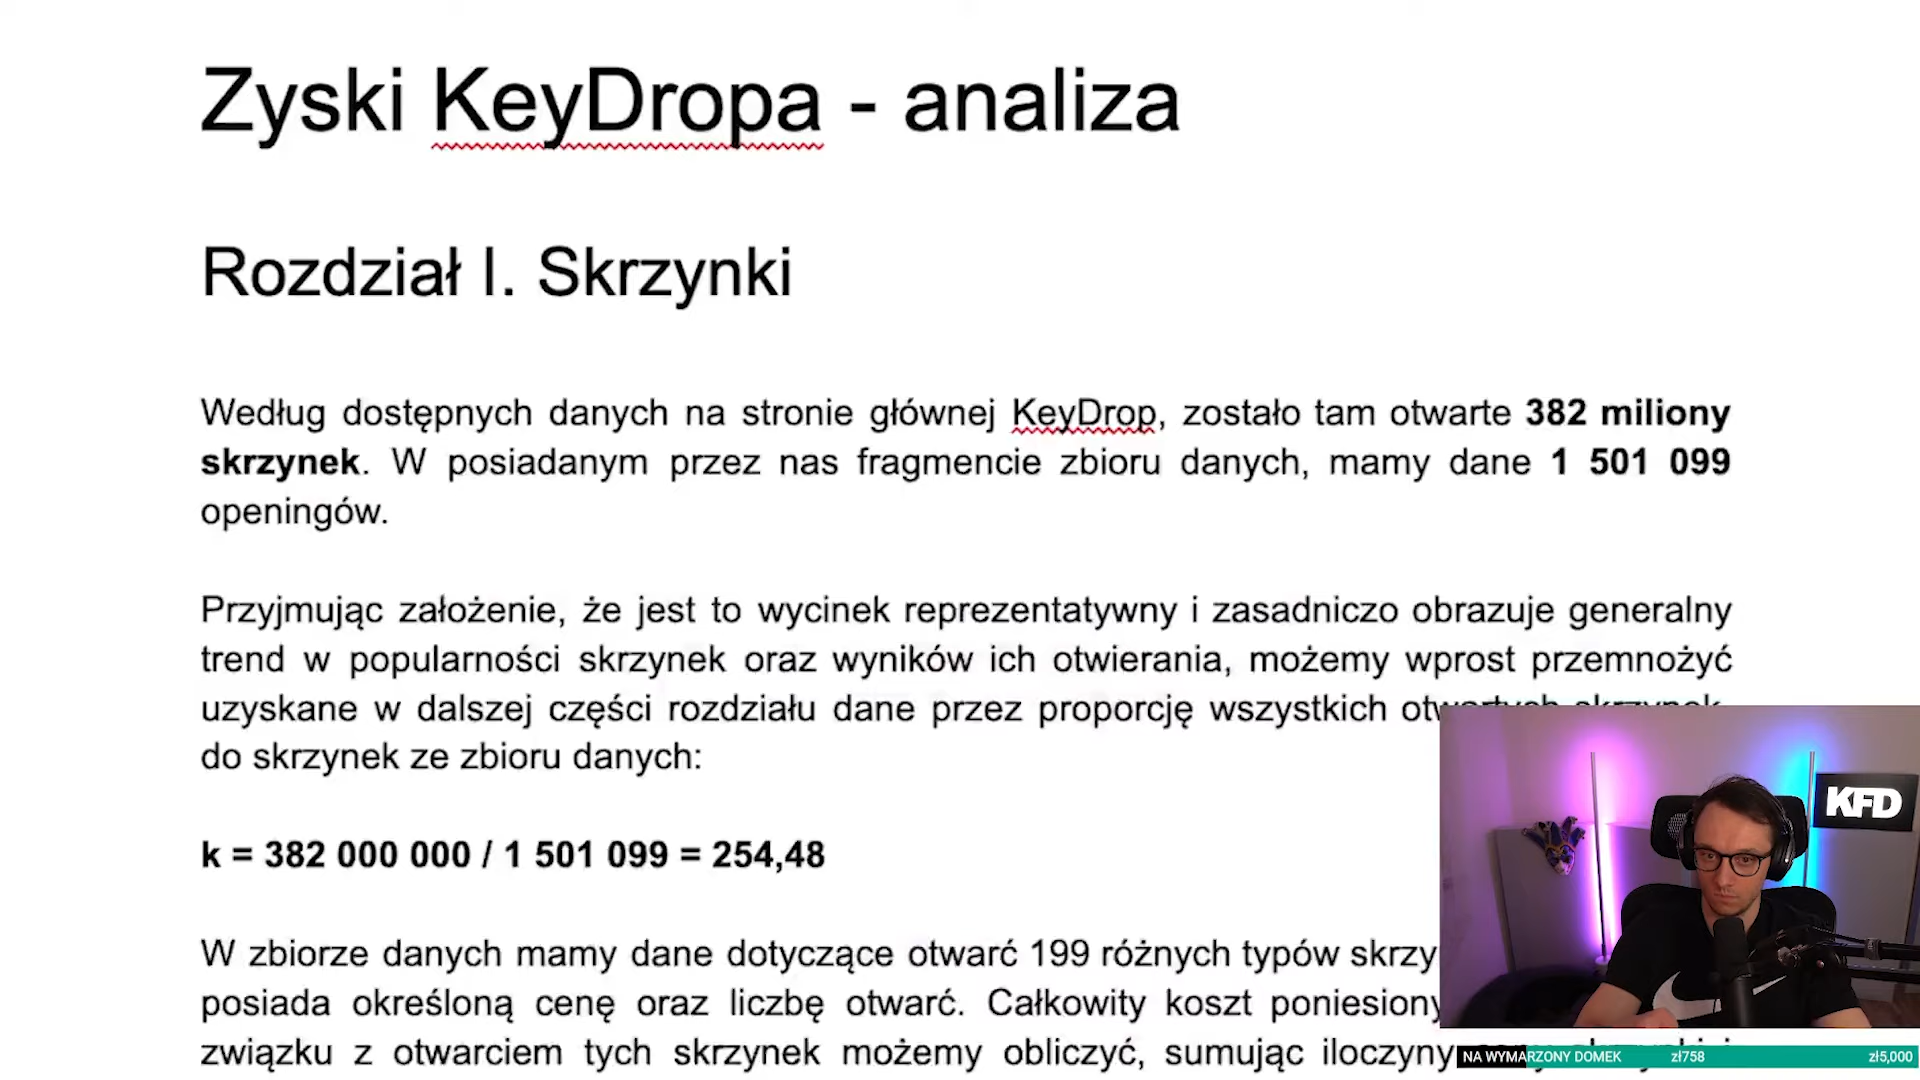 Zyski KeyDropa - analiza
Rozdział I. Skrzynki
Według dostępnych danych na stronie głównej KeyDrop, zostało tam otwarte 382 miliony
skrzynek. W posiadanym przez nas fragmencie zbioru danych, mamy dane 1 501 099
openingów.
Przyjmując założenie, że jest to wycinek reprezentatywny i zasadniczo obrazuje generalny
trend w popularności skrzynek oraz wyników ich otwierania, możemy wprost przemnożyć
uzyskane w dalszej części rozdziału dane przez proporcję wszystkich otwartych skrzynek
do skrzynek ze zbioru danych:
k = 382 000 000 / 1 501 099 = 254,48
W zbiorze danych mamy dane dotyczące otwarć 199 różnych typów
posiada określoną cenę oraz liczbę otwarć. Całkowity koszt
związku z otwarciem tych skrzynek możemy obliczyć, sumując iloczyny
KFD
NA WYMARZONY DOMEK zł758 zł5,000